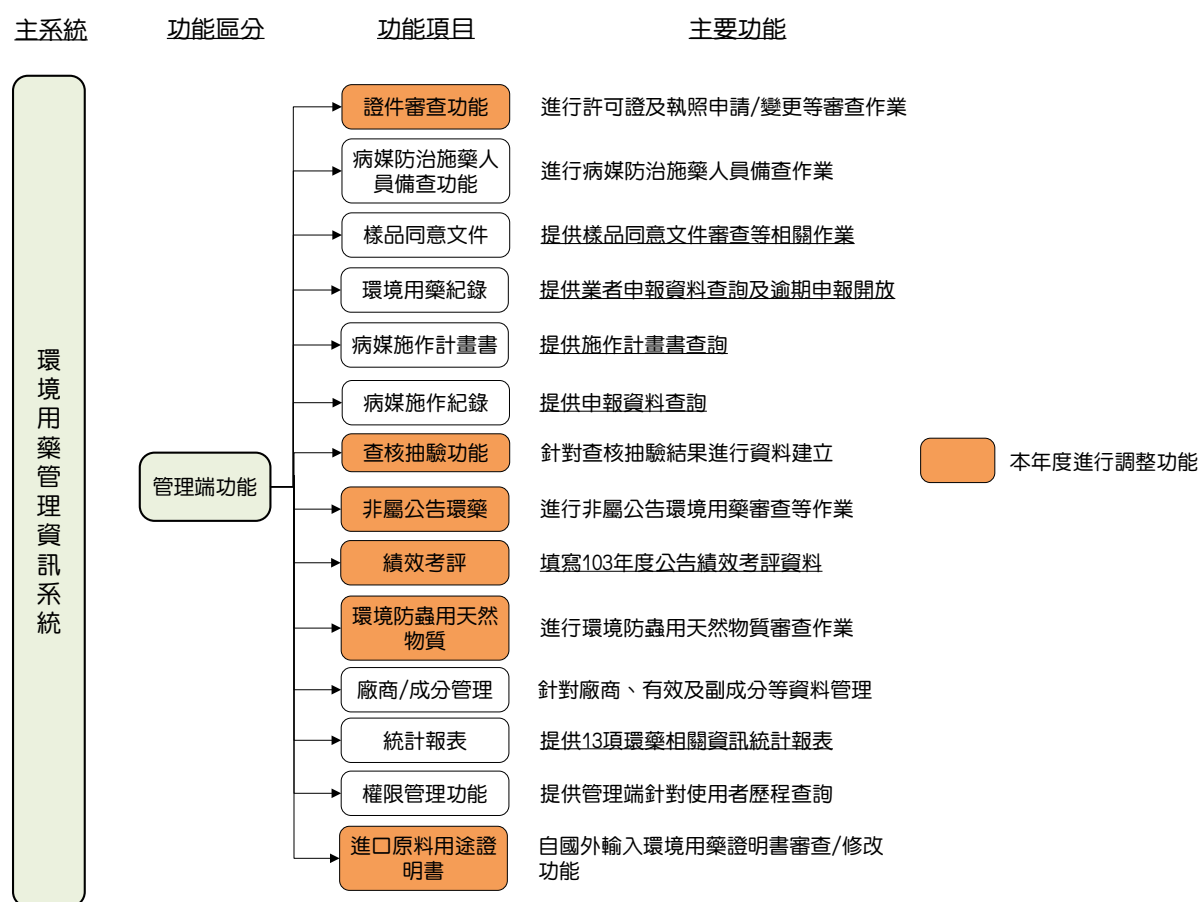 主系統
功能區分
功能項目
主要功能
環境用藥管理資訊系統
管理端功能
證件審查功能
進行許可證及執照申請/變更等審查作業
病媒防治施藥人
員備查功能
進行病媒防治施藥人員備查作業
樣品同意文件
提供樣品同意文件審查等相關作業
環境用藥紀錄
提供業者申報資料查詢及逾期申報開放
病媒施作計畫書
提供施作計畫書查詢
病媒施作紀錄
提供申報資料查詢
查核抽驗功能
針對查核抽驗結果進行資料建立
非屬公告環藥
進行非屬公告環境用藥審查等作業
績效考評
填寫103年度公告績效考評資料
環境防蟲用天然
物質
進行環境防蟲用天然物質審查作業
廠商/成分管理
針對廠商、有效及副成分等資料管理
統計報表
提供13項環藥相關資訊統計報表
權限管理功能
提供管理端針對使用者歷程查詢
進口原料用途證
明書
自國外輸入環境用藥證明書審查/修改
功能
本年度進行調整功能